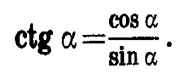 ctg α = cos α / sin α .